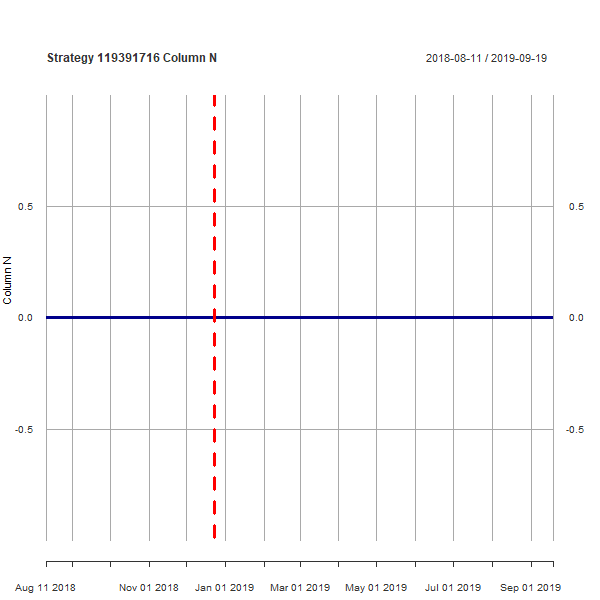 Strategy 119391716 Column N 2018-08-11 / 2019-09-19
0.5 0.5
Column N
0.0 0.0
-0.5 -0.5
Aug 11 2018 Nov 01 2018 Jan 01 2019 Mar 01 2019 May 01 2019 Jul 01 2019 Sep 01 2019